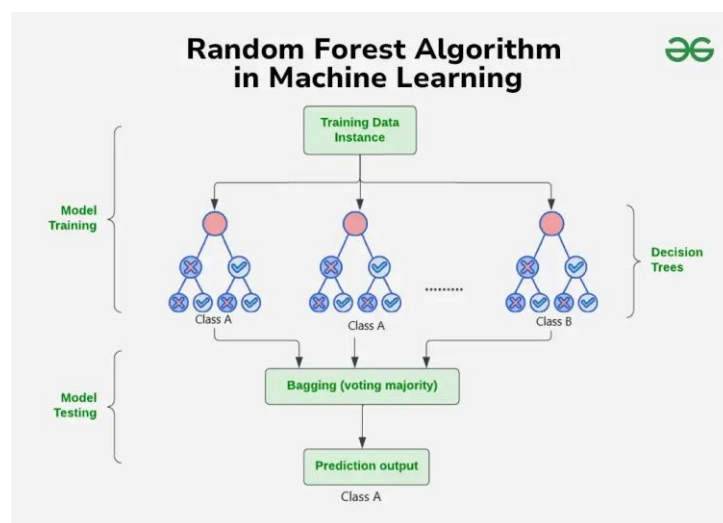 Random Forest Algorithm
in Machine Learning
Training Data
Instance
Model
Training
Decision
Trees
.........
Class A
Class A
Class B
Bagging (voting majority)
Model
Testing
Prediction output
Class A